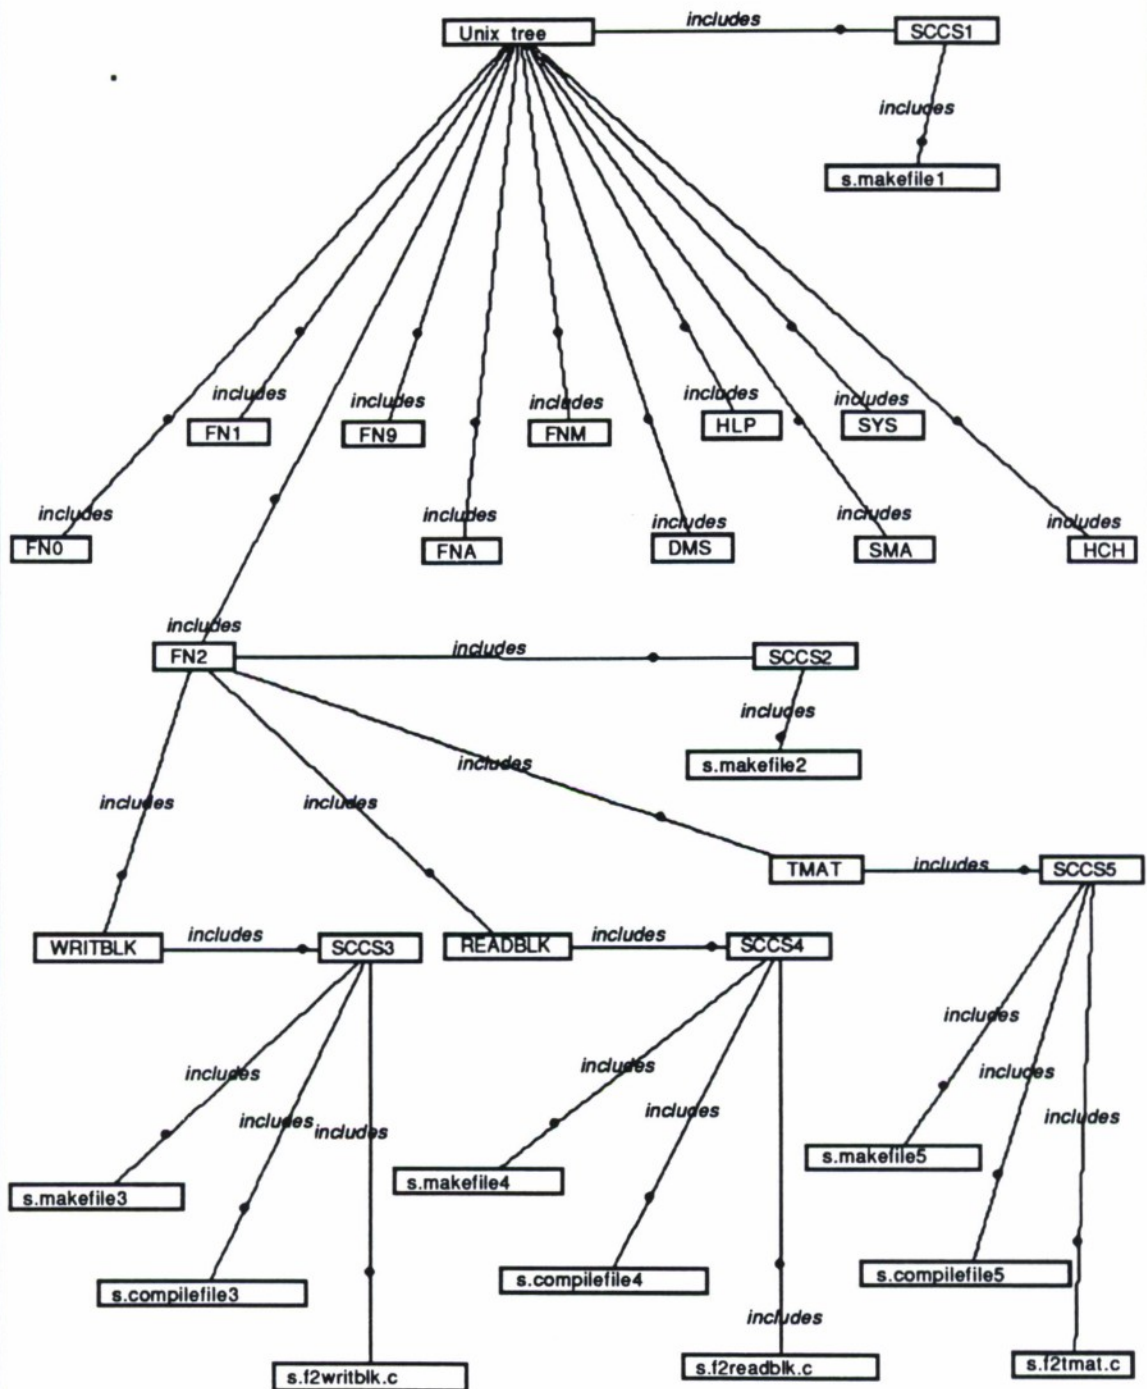 includes
Unix tree
SCCS1
includes
s.makefile1
includes
includes
includes
includes
includes
FN1
FN9
FNM
HLP
SYS
includes
includes
includes
includes
includes
FN0
FNA
DMS
SMA
HCH
includes
includes
FN2
SCCS2
includes
s.makefile2
includes
includes
includes
TMAT
includes
SCCS5
WRITBLK
includes
SCCS3
READBLK
includes
SCCS4
includes
includes
includes
includes
includes
includes
includes
includes
s.makefile5
s.makefile3
s.makefile4
s.compilefile5
s.compilefile3
s.compilefile4
includes
s.f2writblk.c
s.f2readblk.c
s.f2tmat.c